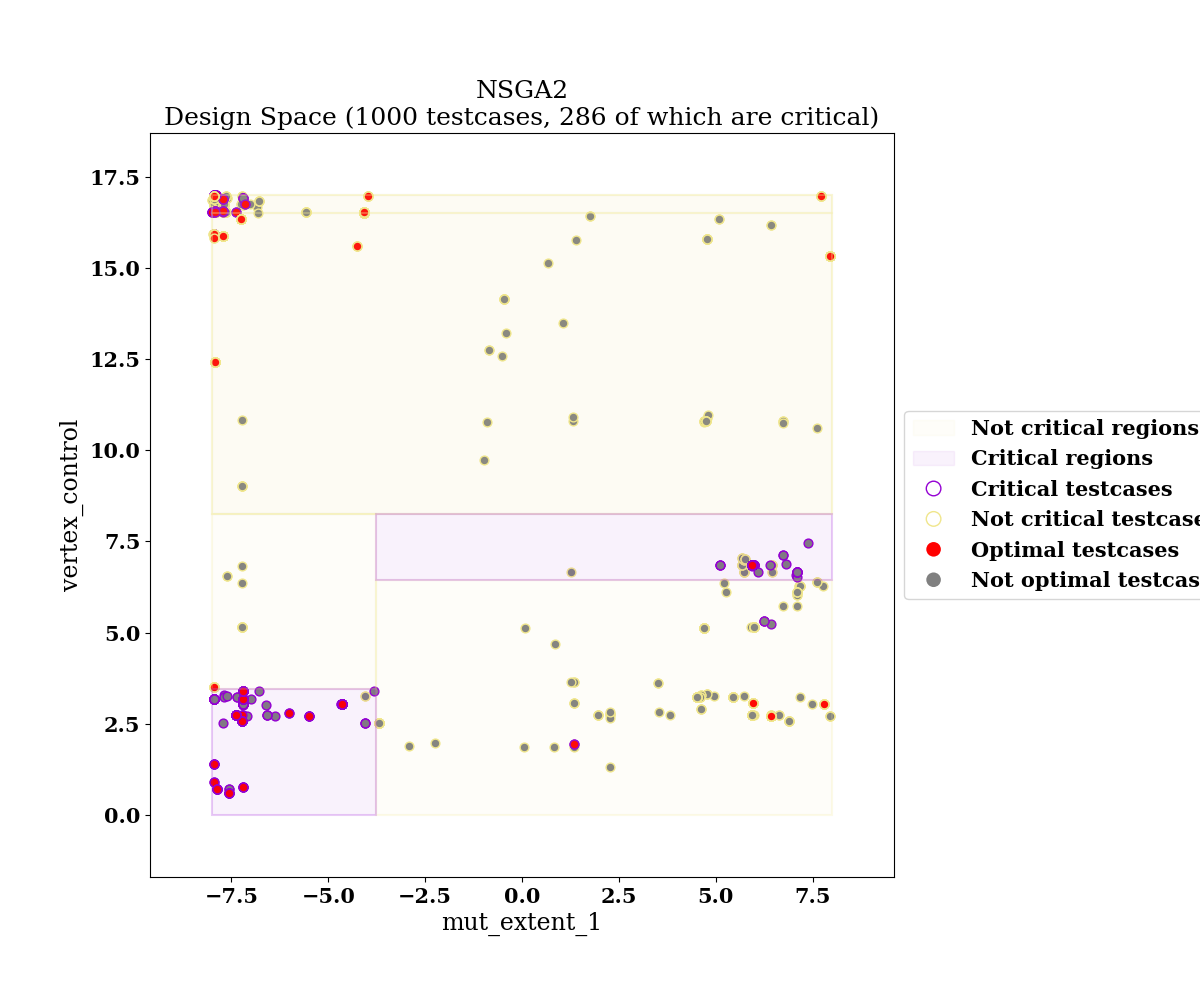 NSGA2
Design Space (1000 testcases, 286 of which are critical)
17.5
15.0
12.5
10.0
7.5
5.0
2.5
0.0
vertex_control
−7.5
−5.0
−2.5
0.0
2.5
5.0
7.5
mut_extent_1
Not critical regions
Critical regions
Critical testcases
Not critical testcase
Optimal testcases
Not optimal testcas